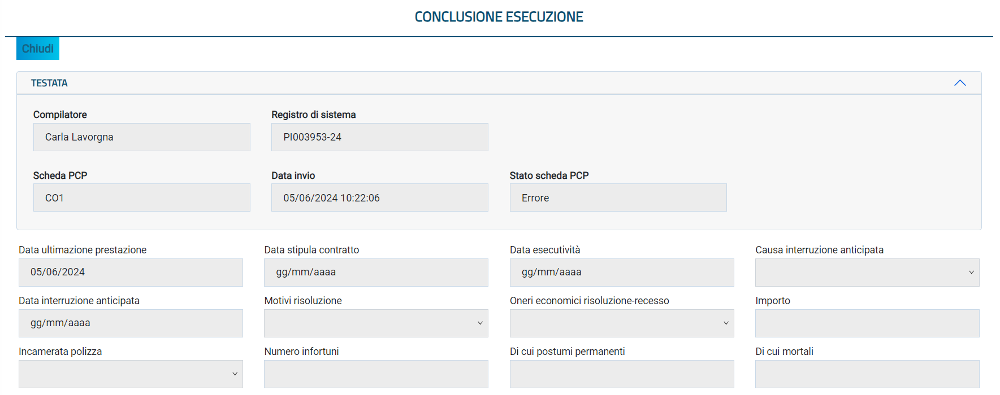 CONCLUSIONE ESECUZIONE
Chiudi
TESTATA
Compilatore
Registro di sistema
Carla Lavorgna
PI003953-24
Scheda PCP
Data invio
Stato scheda PCP
CO1
05/06/2024 10:22:06
Errore
Data ultimazione prestazione
Data stipula contratto
Data esecutività
Causa interruzione anticipata
05/06/2024
gg/mm/aaaa
gg/mm/aaaa
Data interruzione anticipata
Motivi risoluzione
Oneri economici risoluzione-recesso
Importo
gg/mm/aaaa
Incamerata polizza
Numero infortuni
Di cui postumi permanenti
Di cui mortali